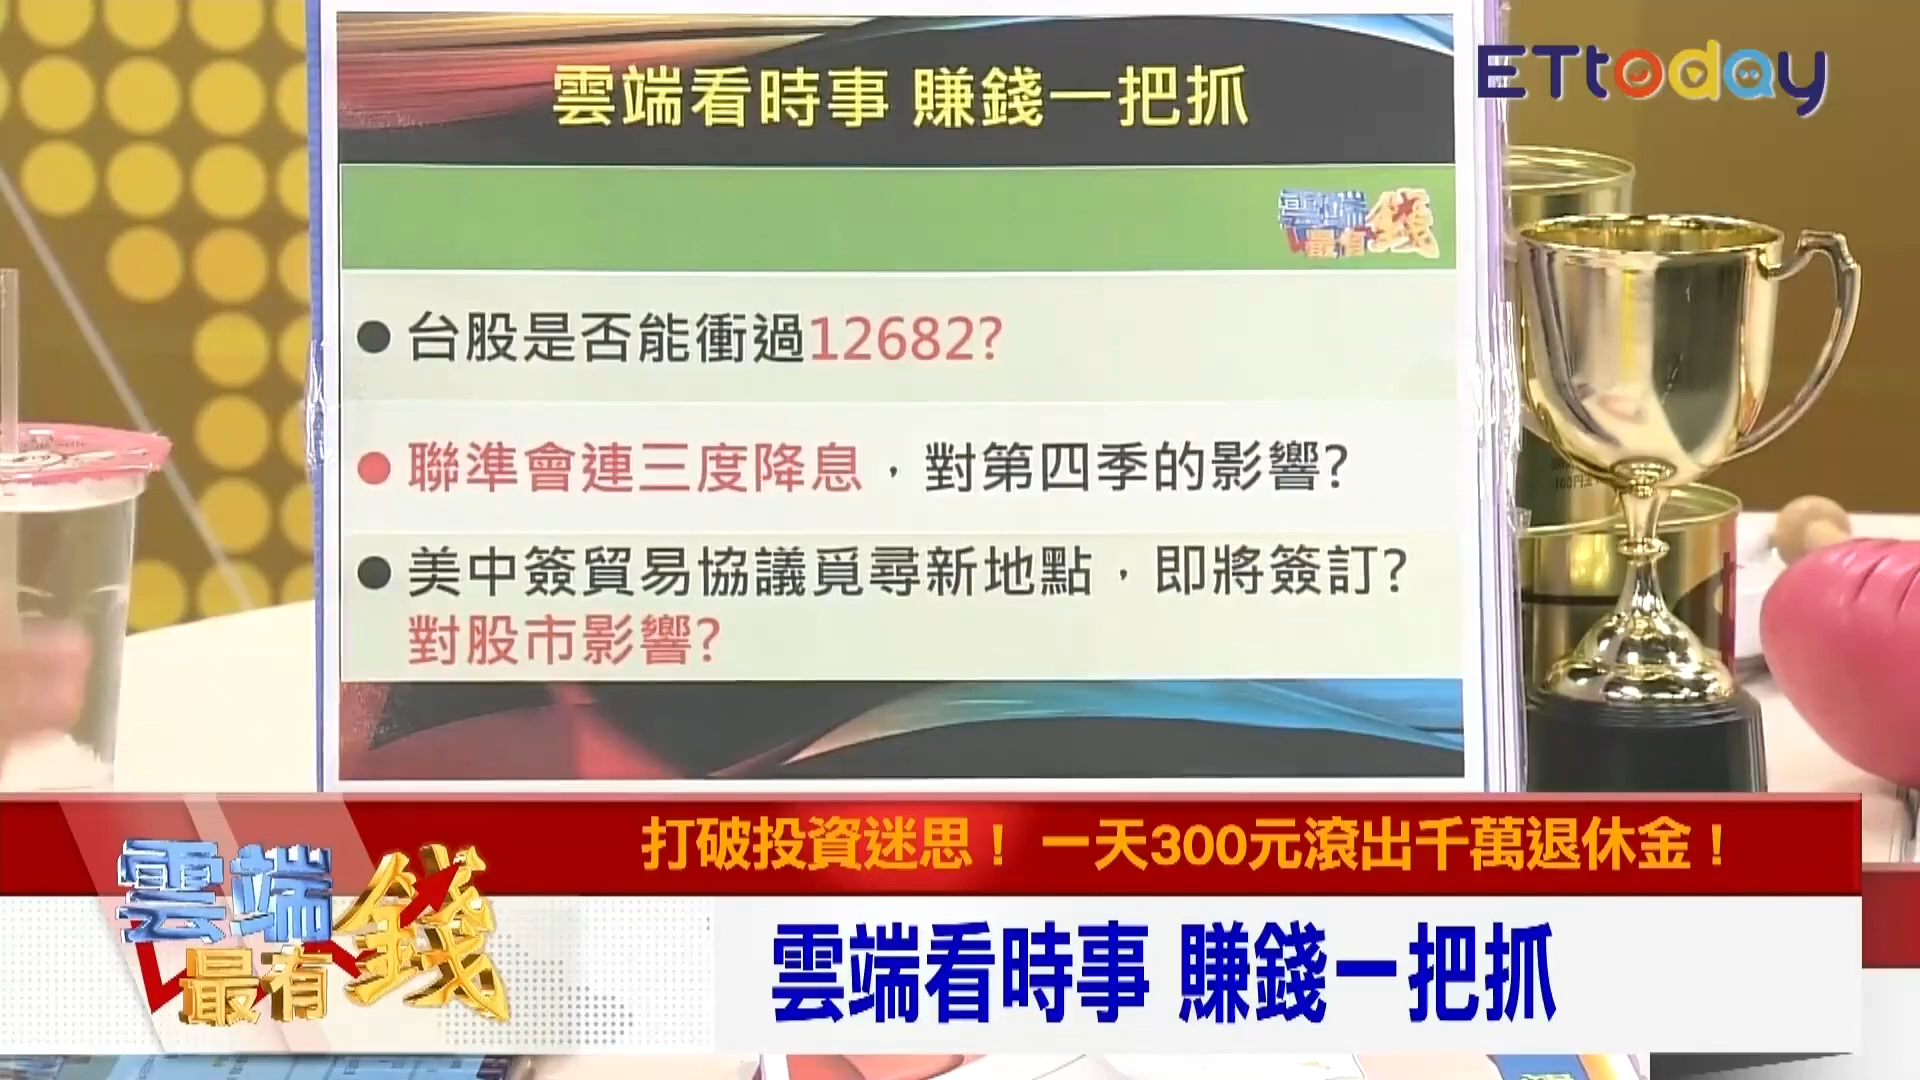 ETtoday
雲端看時事 賺錢一把抓
雲端最有錢
台股是否能衝過12682?
聯準會連三度降息，對第四季的影響?
美中簽貿易協議覓尋新地點，即將簽訂?
對股市影響?
打破投資迷思！ 一天300元滾出千萬退休金！
雲端最有錢
雲端看時事 賺錢一把抓